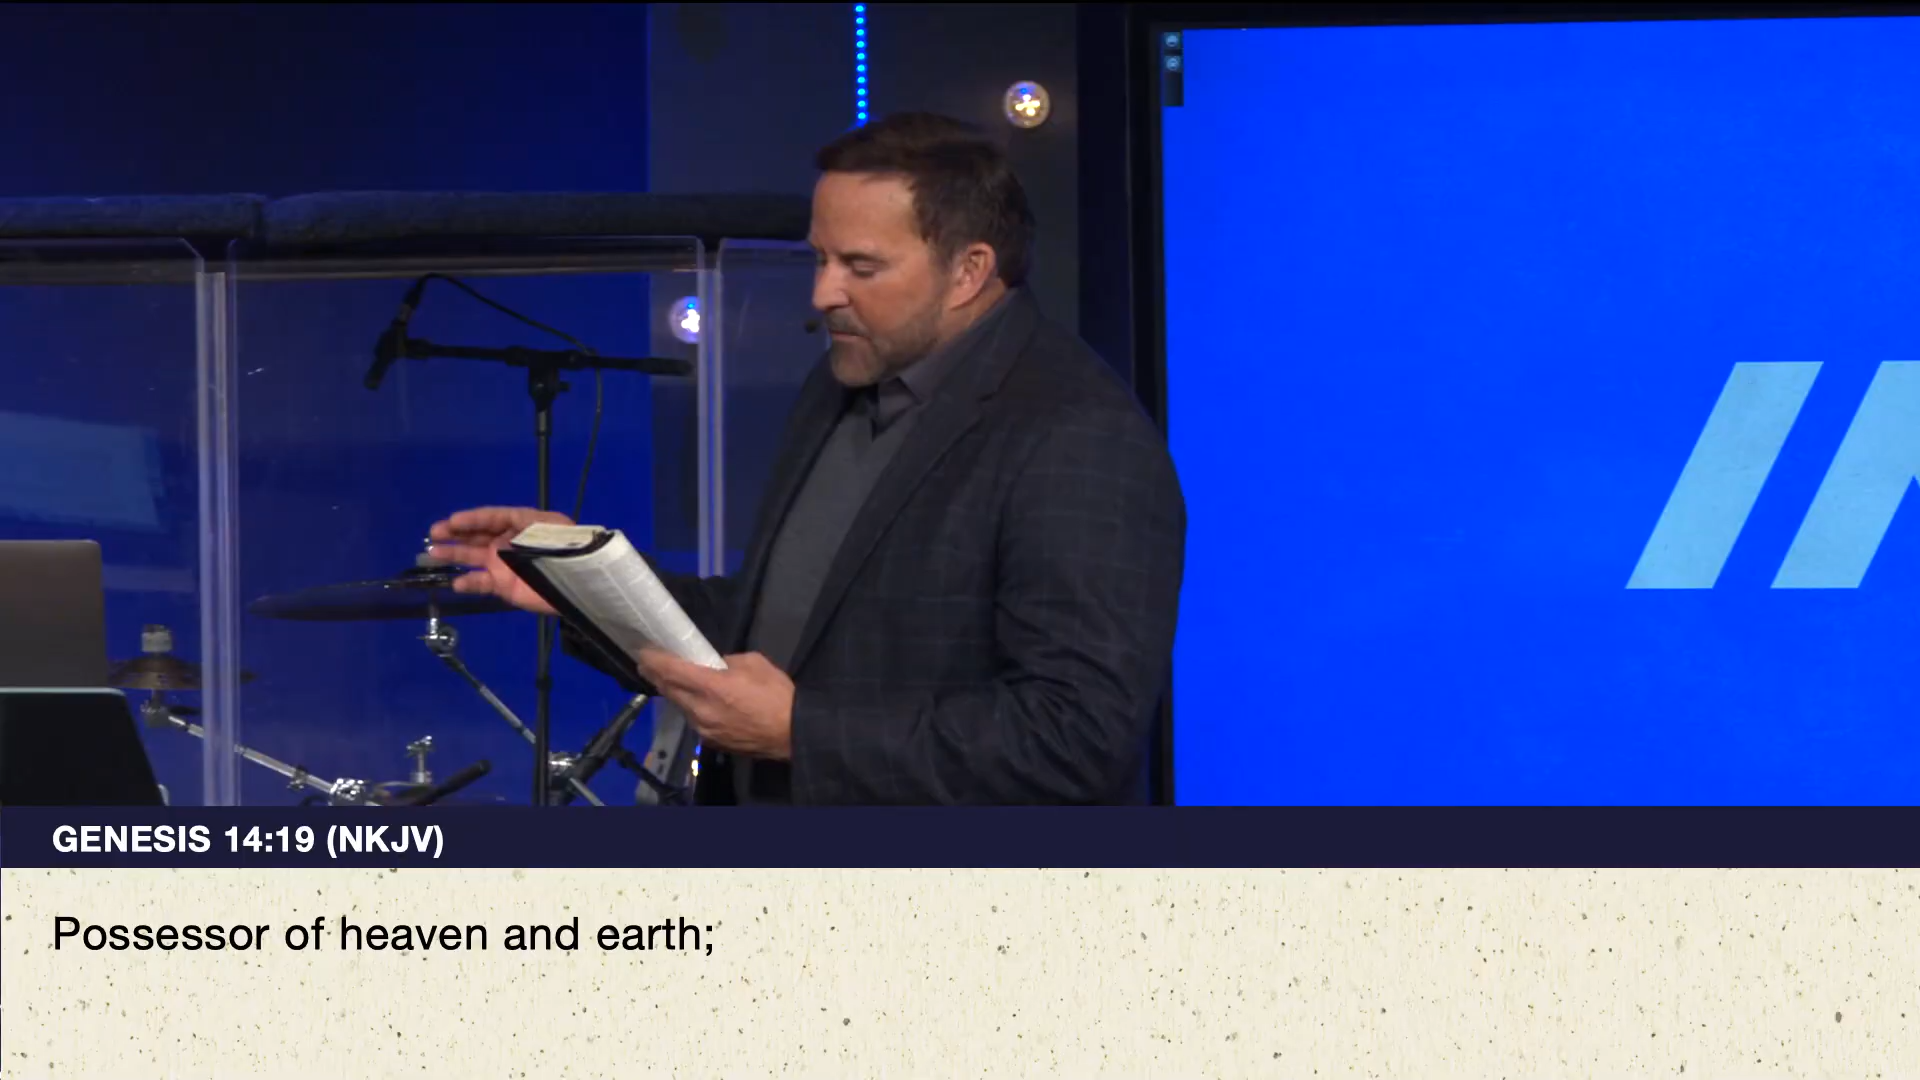 GENESIS 14:19 (NKJV)
Possessor of heaven and earth;